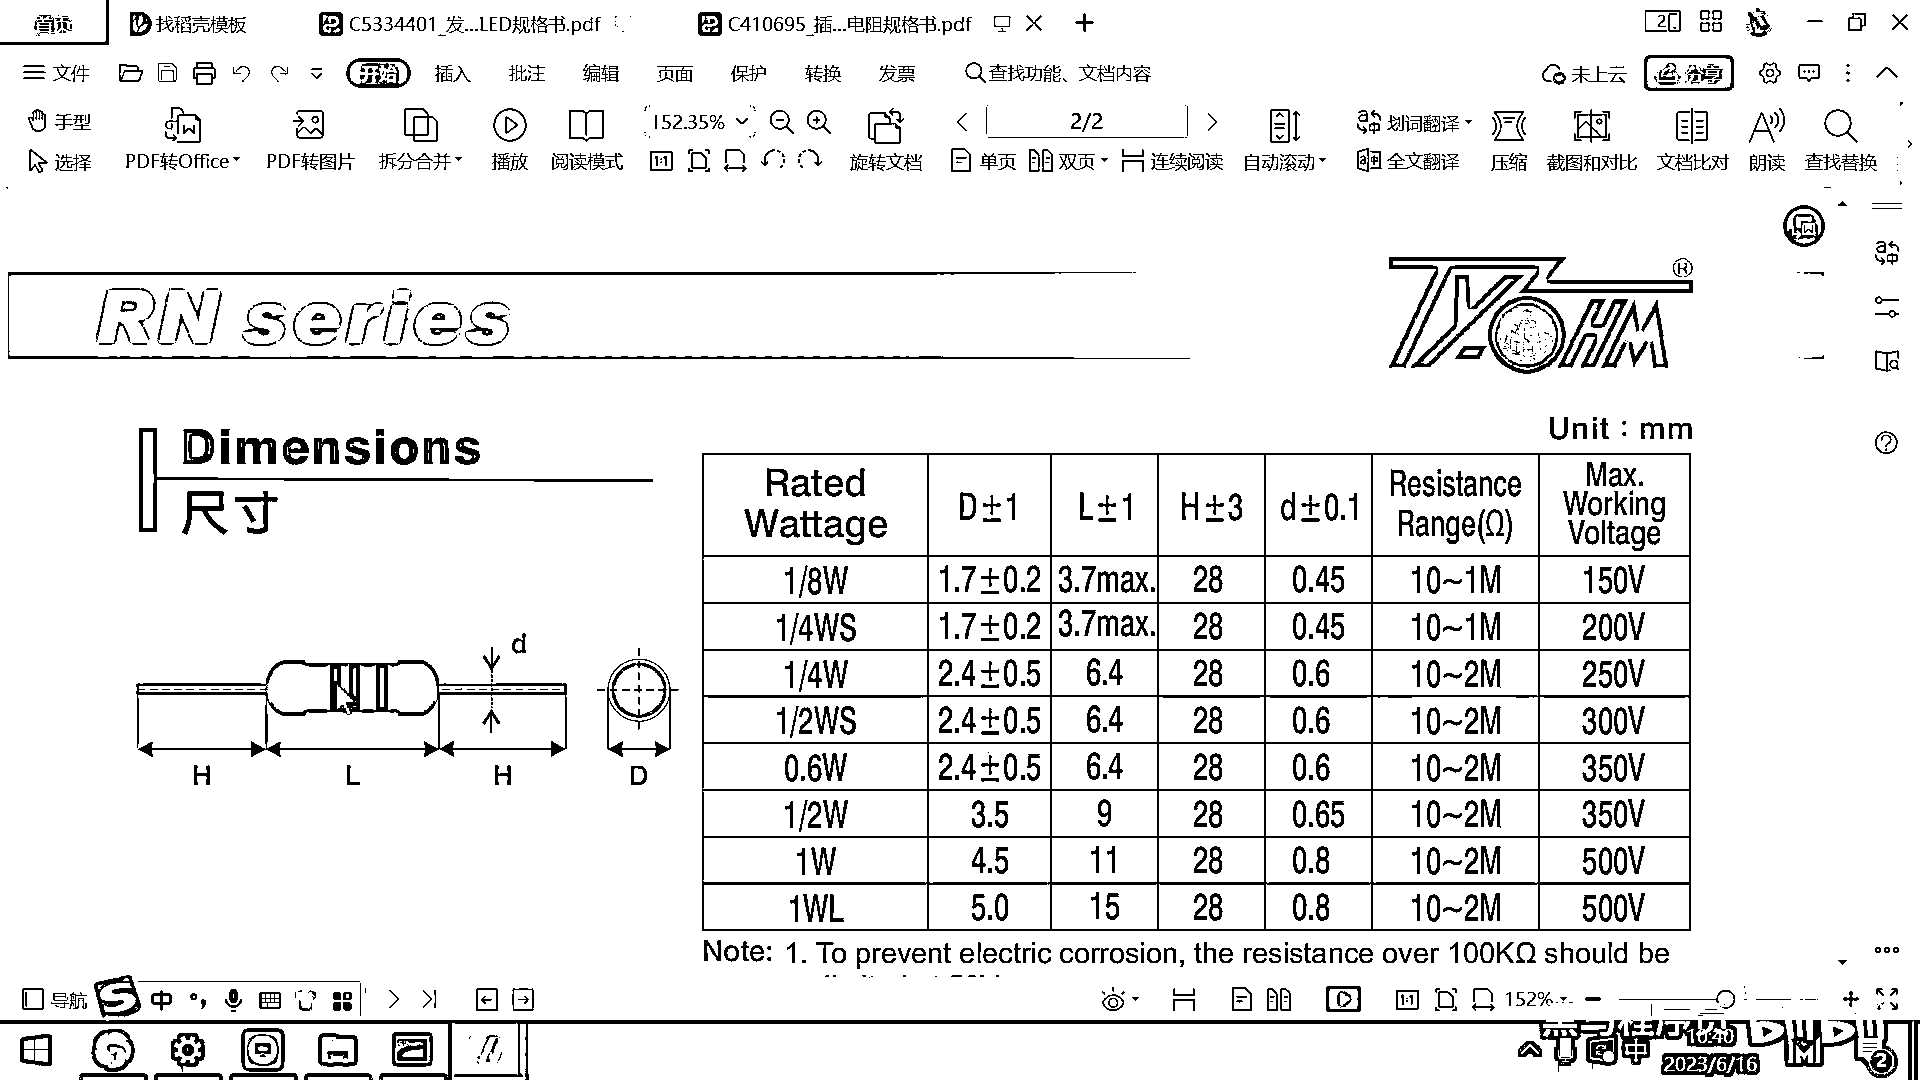 首页 找稻壳模板 C5334401_发...LED规格书.pdf C410695_插...电阻规格书.pdf
文件 开始 插入 批注 编辑 页面 保护 转换 发票 查找功能、文档内容 未上云 分享
手型 152.35% 2/2 划词翻译
选择 PDF转Office PDF转图片 拆分合并 播放 阅读模式 旋转文档 单页 双页 连续阅读 自动滚动 全文翻译 压缩 截图和对比 文档比对 朗读 查找替换
RN series TY-OHM ®
Dimensions
尺寸
Unit：mm
Rated Wattage D±1 L±1 H±3 d±0.1 Resistance Range(Ω) Max. Working Voltage
1/8W 1.7±0.2 3.7max. 28 0.45 10~1M 150V
1/4WS 1.7±0.2 3.7max. 28 0.45 10~1M 200V
1/4W 2.4±0.5 6.4 28 0.6 10~2M 250V
1/2WS 2.4±0.5 6.4 28 0.6 10~2M 300V
0.6W 2.4±0.5 6.4 28 0.6 10~2M 350V
1/2W 3.5 9 28 0.65 10~2M 350V
1W 4.5 11 28 0.8 10~2M 500V
1WL 5.0 15 28 0.8 10~2M 500V
d
H L H D
Note: 1. To prevent electric corrosion, the resistance over 100KΩ should be
导航 中 152%
中 16:40
2023/6/16 2